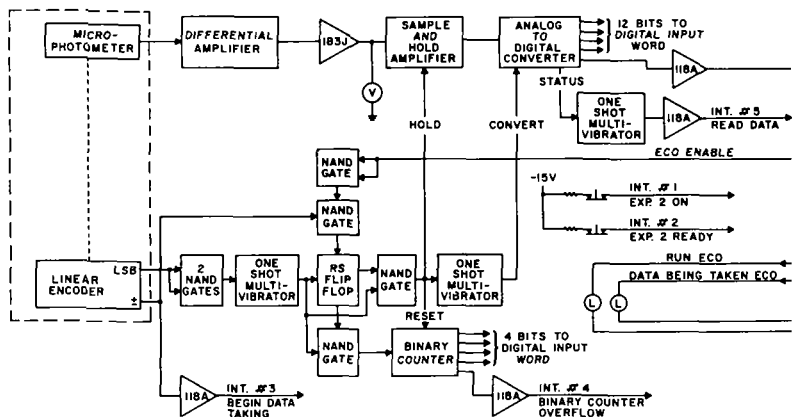 MICRO-
PHOTOMETER
DIFFERENTIAL
AMPLIFIER
183J
SAMPLE
AND
HOLD
AMPLIFIER
ANALOG
TO
DIGITAL
CONVERTER
12 BITS TO
DIGITAL INPUT
WORD
118A
V
STATUS
ONE
SHOT
MULTI-
VIBRATOR
118A
INT. #5
READ DATA
HOLD
CONVERT
NAND
GATE
ECO ENABLE
-15V
INT. #1
EXP. 2 ON
INT. #2
EXP. 2 READY
NAND
GATE
LINEAR
ENCODER
LSB
±
2
NAND
GATES
ONE
SHOT
MULTI-
VIBRATOR
RS
FLIP
FLOP
NAND
GATE
ONE
SHOT
MULTI-
VIBRATOR
RUN ECO
DATA BEING TAKEN ECO
L
L
RESET
NAND
GATE
BINARY
COUNTER
4 BITS TO
DIGITAL INPUT
WORD
118A
INT. #3
BEGIN DATA
TAKING
118A
INT. #4
BINARY COUNTER
OVERFLOW